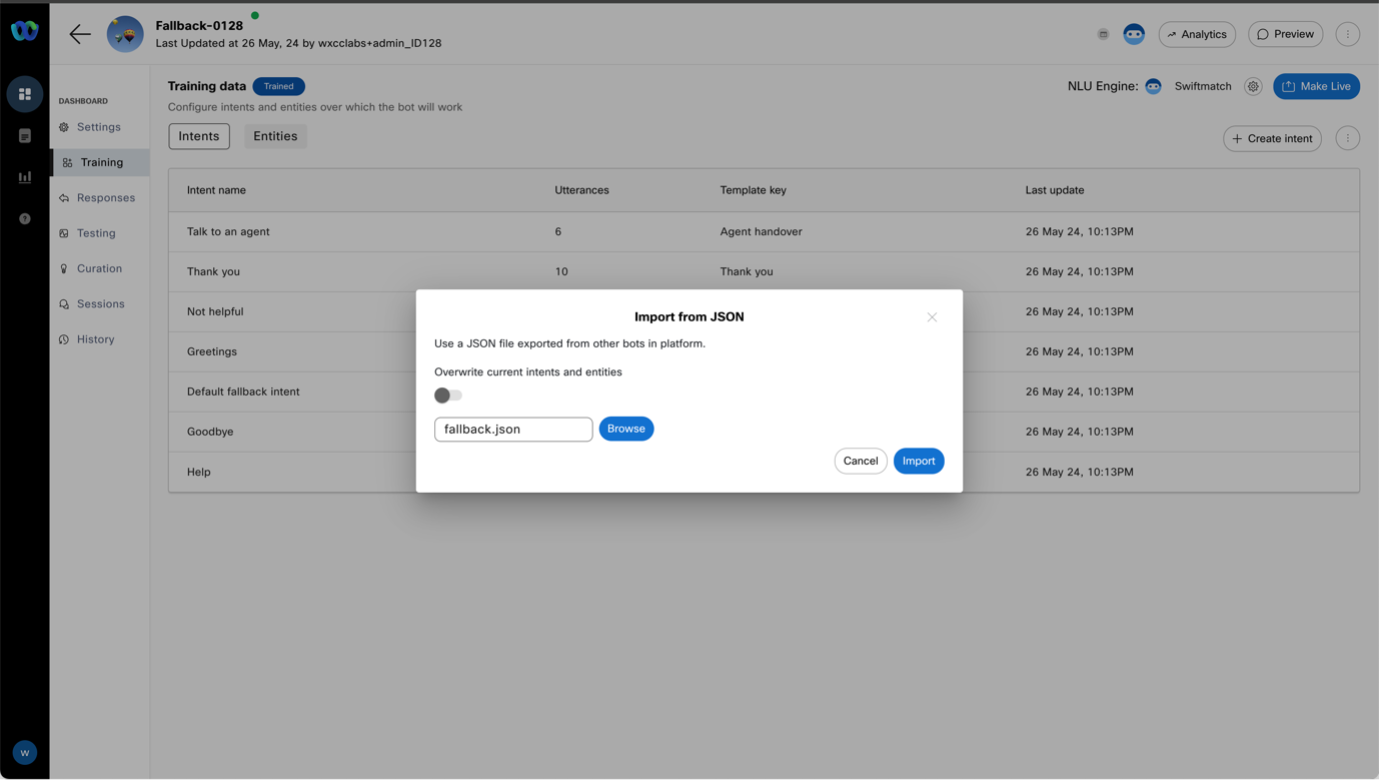 Fallback-0128
Last Updated at 26 May, 24 by wxcclabs+admin_ID128
Analytics
Preview
DASHBOARD
Settings
Training
Responses
Testing
Curation
Sessions
History
W
Training data Trained
Configure intents and entities over which the bot will work
NLU Engine: Swiftmatch
Make Live
Intents Entities
+ Create intent
Intent name Utterances Template key Last update
Talk to an agent 6 Agent handover 26 May 24, 10:13PM
Thank you 10 Thank you 26 May 24, 10:13PM
Not helpful 26 May 24, 10:13PM
Greetings 26 May 24, 10:13PM
Default fallback intent 26 May 24, 10:13PM
Goodbye 26 May 24, 10:13PM
Help 26 May 24, 10:13PM
Import from JSON
Use a JSON file exported from other bots in platform.
Overwrite current intents and entities
fallback.json Browse
Cancel Import